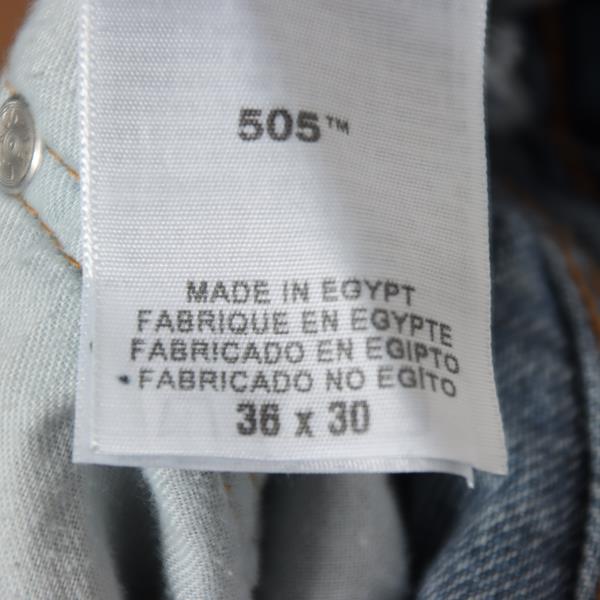 505™
MADE IN EGYPT
FABRIQUE EN EGYPTE
FABRICADO EN EGIPTO
FABRICADO NO EGITO
36 x 30